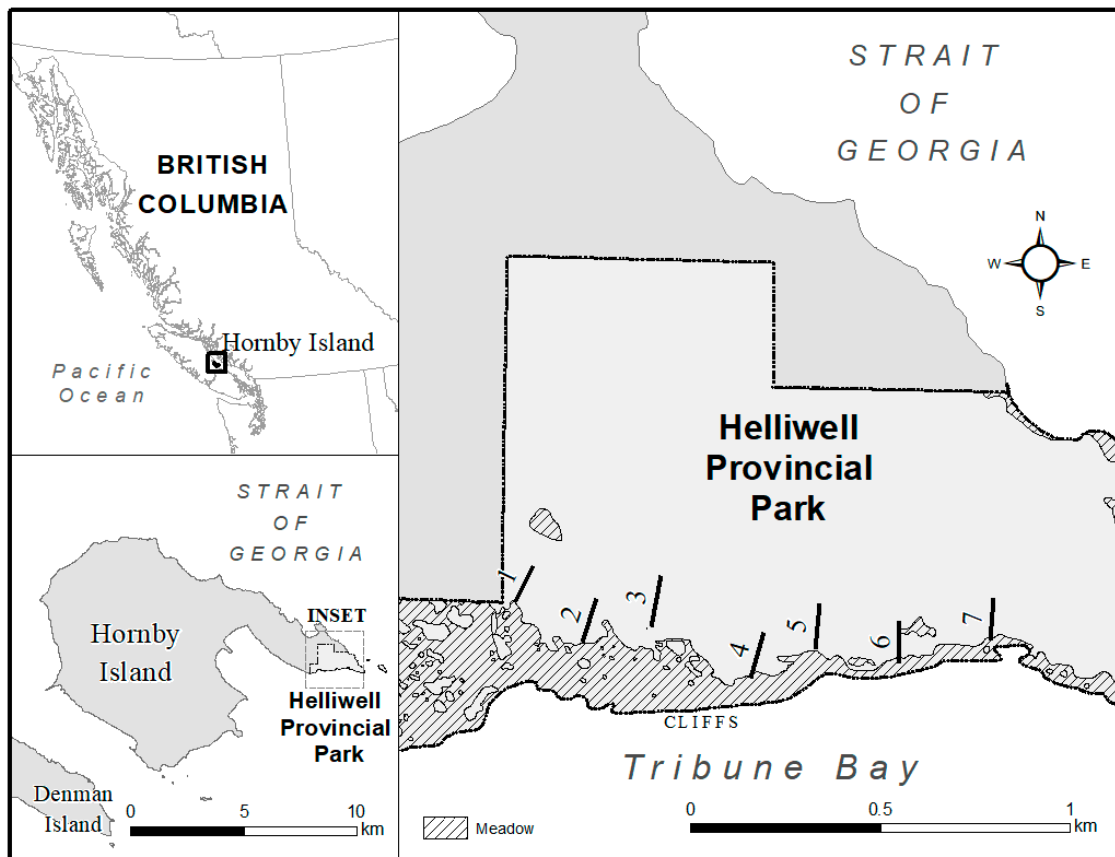 BRITISH
COLUMBIA
Hornby Island
Pacific
Ocean
STRAIT
OF
GEORGIA
INSET
Hornby
Island
Helliwell
Provincial
Park
Denman
Island
0 5 10
km
STRAIT
OF
GEORGIA
N
W E
S
Helliwell
Provincial
Park
1
2
3
4
5
6
7
CLIFFS
Tribune Bay
Meadow
0 0.5 1
km